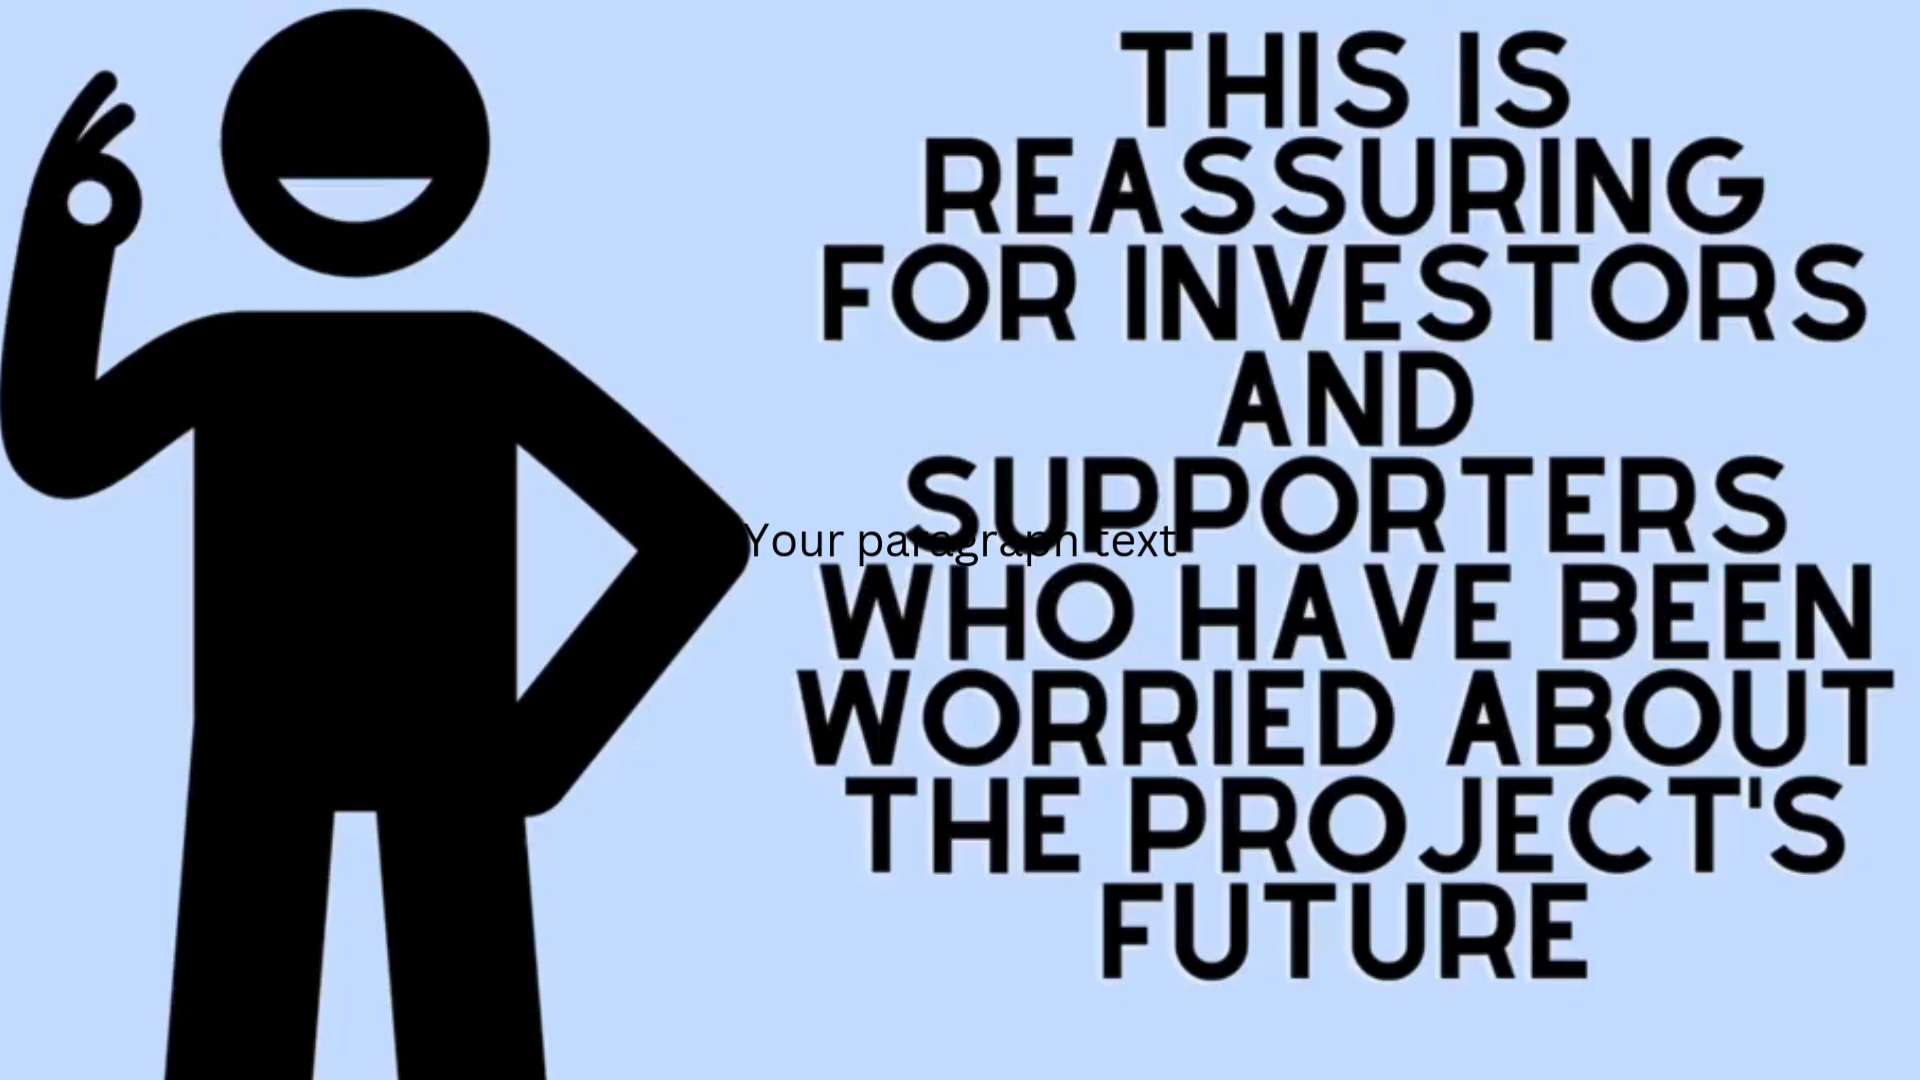 THIS IS
REASSURING
FOR INVESTORS
AND
SUPPORTERS
Your paragraph text
WHO HAVE BEEN
WORRIED ABOUT
THE PROJECT'S
FUTURE